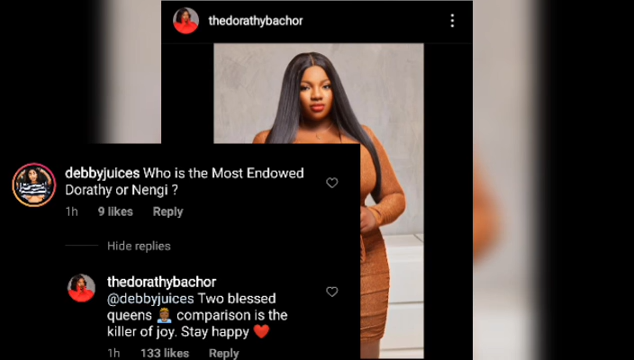 thedorathybachor
debbyjuices Who is the Most Endowed
Dorathy or Nengi ?
1h 9 likes Reply
Hide replies
thedorathybachor
@debbyjuices Two blessed
queens 🤴🏾 comparison is the
killer of joy. Stay happy ❤️
1h 133 likes Reply